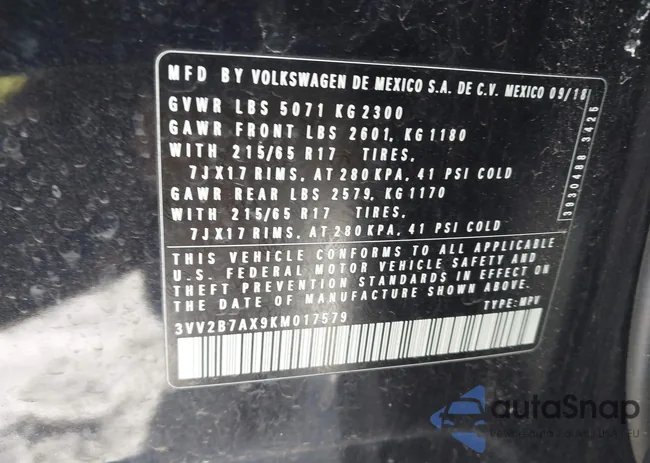 MFD BY VOLKSWAGEN DE MEXICO S.A. DE C.V. MEXICO 09/18
GVWR LBS 5071 KG 2300
GAWR FRONT LBS 2601, KG 1180
WITH 215/65 R17 TIRES,
7JX17 RIMS, AT 280 KPA, 41 PSI COLD
GAWR REAR LBS 2579, KG 1170
WITH 215/65 R17 TIRES,
7JX17 RIMS, AT 280 KPA, 41 PSI COLD
3930488 3425
THIS VEHICLE CONFORMS TO ALL APPLICABLE
U.S. FEDERAL MOTOR VEHICLE SAFETY AND
THEFT PREVENTION STANDARDS IN EFFECT ON
THE DATE OF MANUFACTURE SHOWN ABOVE.
3VV2B7AX9KM017579 TYPE: MPV
autoSnap